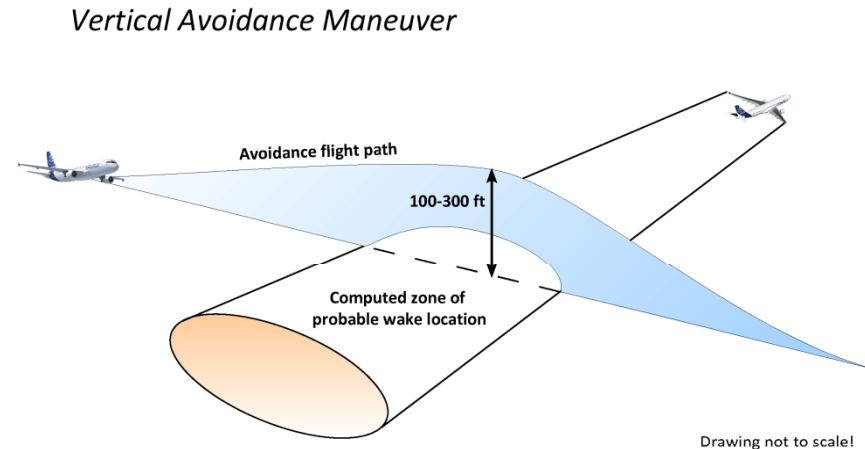 Vertical Avoidance Maneuver
Avoidance flight path
100-300 ft
Computed zone of
probable wake location
Drawing not to scale!